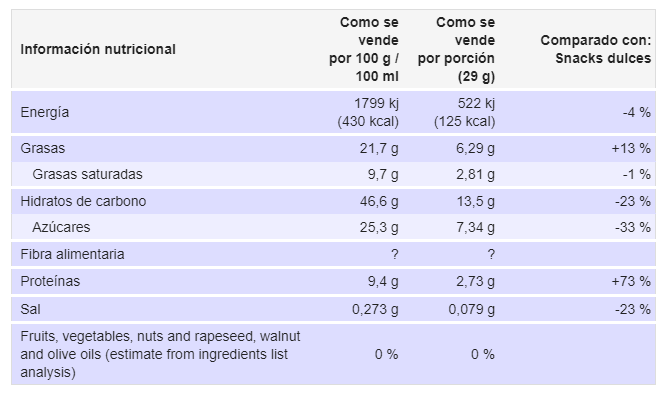 Información nutricional
Como se
vende
por 100 g /
100 ml
Como se
vende
por porción
(29 g)
Comparado con:
Snacks dulces
Energía
1799 kj
(430 kcal)
522 kj
(125 kcal)
-4 %
Grasas 21,7 g 6,29 g +13 %
Grasas saturadas 9,7 g 2,81 g -1 %
Hidratos de carbono 46,6 g 13,5 g -23 %
Azúcares 25,3 g 7,34 g -33 %
Fibra alimentaria ? ?
Proteínas 9,4 g 2,73 g +73 %
Sal 0,273 g 0,079 g -23 %
Fruits, vegetables, nuts and rapeseed, walnut
and olive oils (estimate from ingredients list
analysis)
0 % 0 %